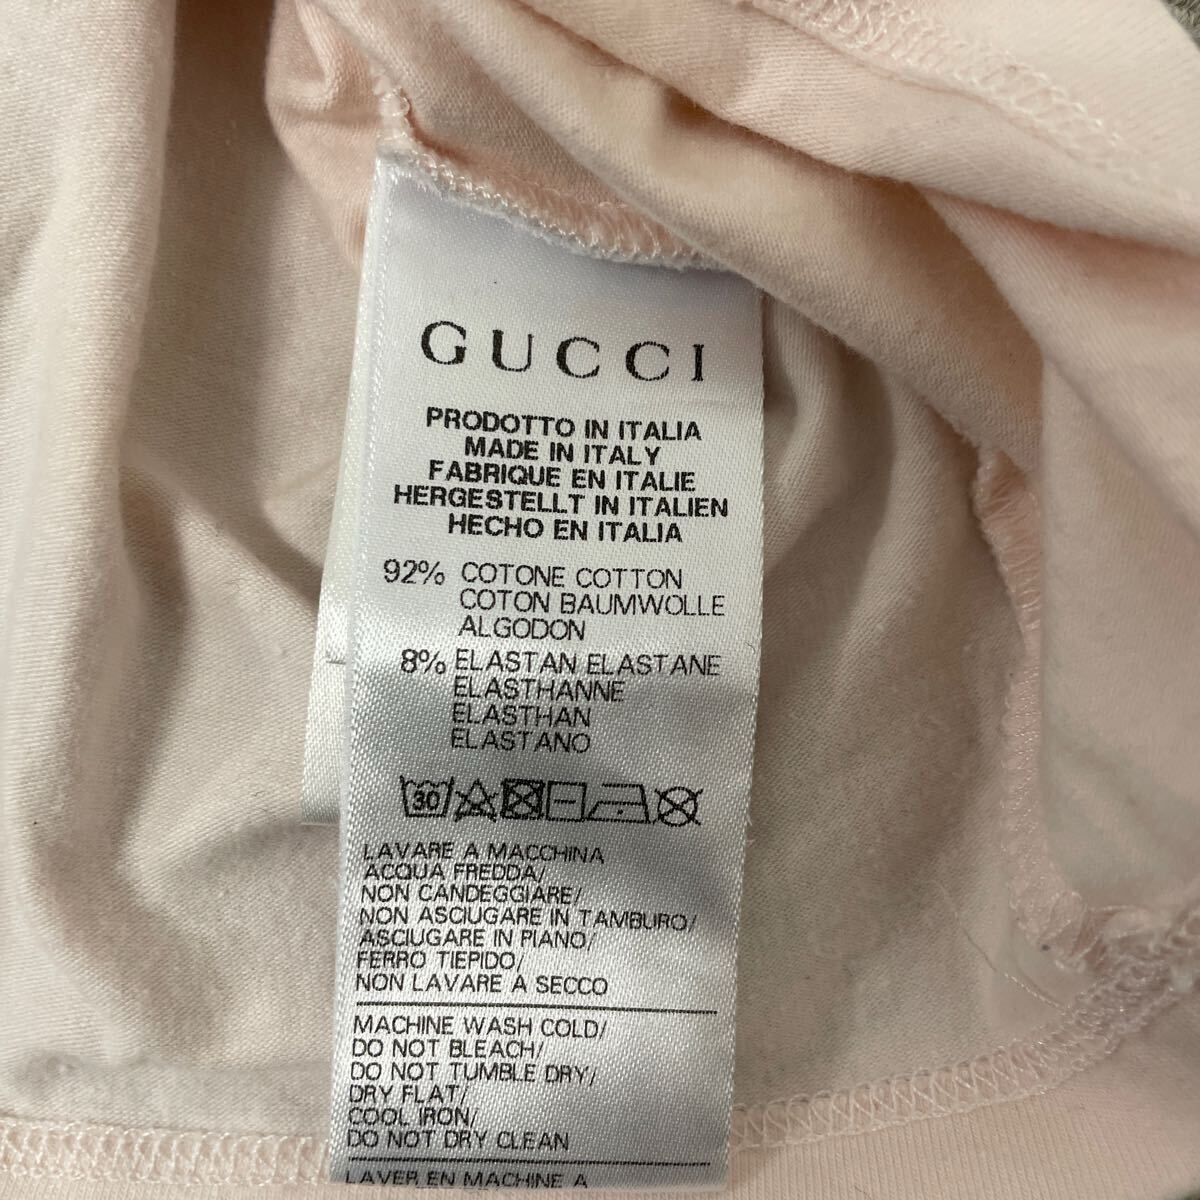 GUCCI
PRODOTTO IN ITALIA
MADE IN ITALY
FABRIQUE EN ITALIE
HERGESTELLT IN ITALIEN
HECHO EN ITALIA
92% COTONE COTTON
COTON BAUMWOLLE
ALGODON
8% ELASTAN ELASTANE
ELASTHANNE
ELASTHAN
ELASTANO
30
LAVARE A MACCHINA
ACQUA FREDDA/
NON CANDEGGIARE/
NON ASCIUGARE IN TAMBURO/
ASCIUGARE IN PIANO/
FERRO TIEPIDO/
NON LAVARE A SECCO
MACHINE WASH COLD/
DO NOT BLEACH/
DO NOT TUMBLE DRY/
DRY FLAT/
COOL IRON/
DO NOT DRY CLEAN
LAVER EN MACHINE A